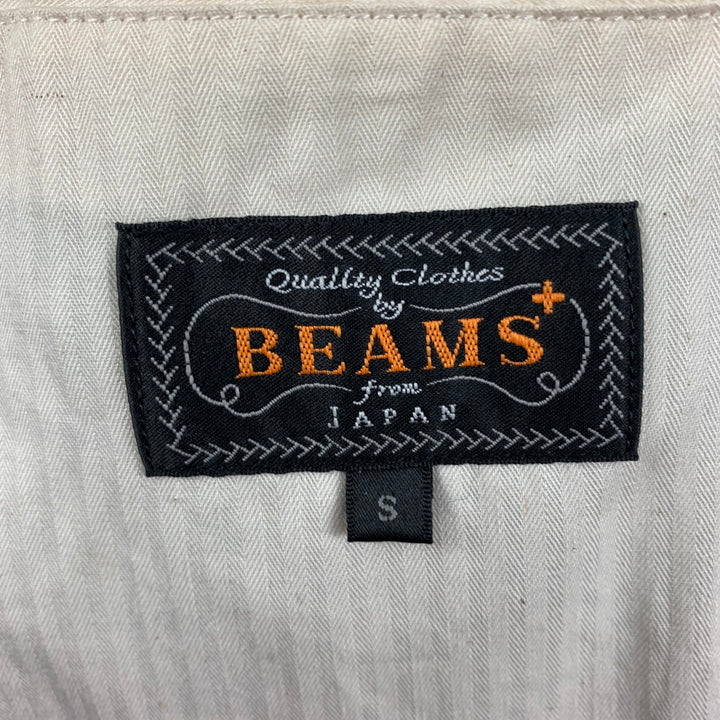 Quality Clothes
by
BEAMS+
from
JAPAN
S